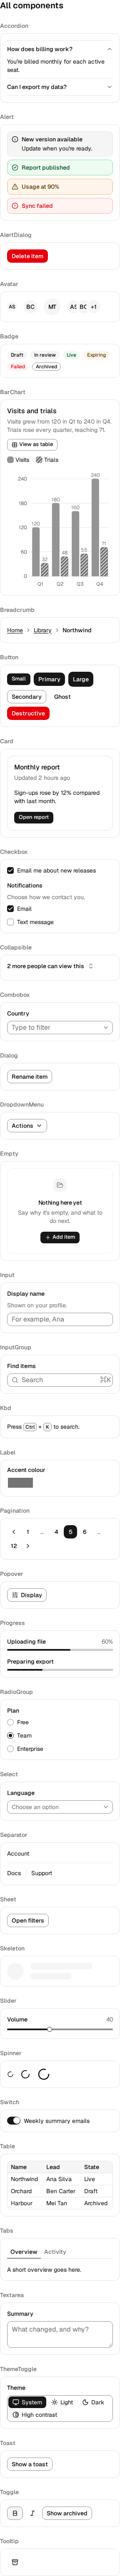 All components
Accordion
How does billing work?
You're billed monthly for each active
seat.
Can I export my data?
Alert
New version available
Update when you're ready.
Report published
Usage at 90%
Sync failed
AlertDialog
Delete item
Avatar
AS BC MT AS BC +1
Badge
Draft In review Live Expiring
Failed Archived
BarChart
Visits and trials
Visits grew from 120 in Q1 to 240 in Q4.
Trials rose every quarter, reaching 71.
View as table
Visits Trials
240
180
120
60
0
120
32
180
48
160
55
240
71
Q1 Q2 Q3 Q4
Breadcrumb
Home Library Northwind
Button
Small Primary Large
Secondary Ghost
Destructive
Card
Monthly report
Updated 2 hours ago
Sign-ups rose by 12% compared
with last month.
Open report
Checkbox
Email me about new releases
Notifications
Choose how we contact you.
Email
Text message
Collapsible
2 more people can view this
Combobox
Country
Type to filter
Dialog
Rename item
DropdownMenu
Actions
Empty
Nothing here yet
Say why it's empty, and what to
do next.
Add item
Input
Display name
Shown on your profile.
For example, Ana
InputGroup
Find items
Search ⌘K
Kbd
Press Ctrl + K to search.
Label
Accent colour
Pagination
1 … 4 5 6 …
12
Popover
Display
Progress
Uploading file 60%
Preparing export
RadioGroup
Plan
Free
Team
Enterprise
Select
Language
Choose an option
Separator
Account
Docs Support
Sheet
Open filters
Skeleton
Slider
Volume 40
Spinner
Switch
Weekly summary emails
Table
Name Lead State
Northwind Ana Silva Live
Orchard Ben Carter Draft
Harbour Mei Tan Archived
Tabs
Overview Activity
A short overview goes here.
Textarea
Summary
What changed, and why?
ThemeToggle
Theme
System Light Dark
High contrast
Toast
Show a toast
Toggle
B I Show archived
Tooltip